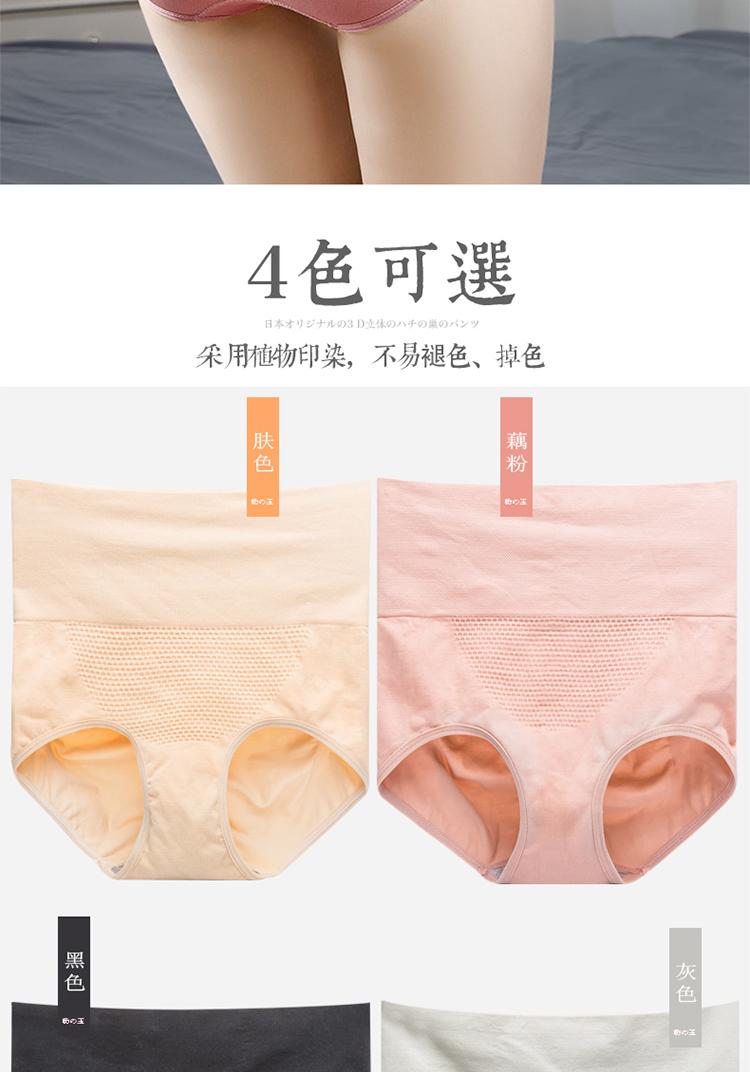 4色可選
日本オリジナルの3 D立体のハチの巣のパンツ
采用植物印染，不易褪色、掉色
肤色
藕粉
黑色
灰色